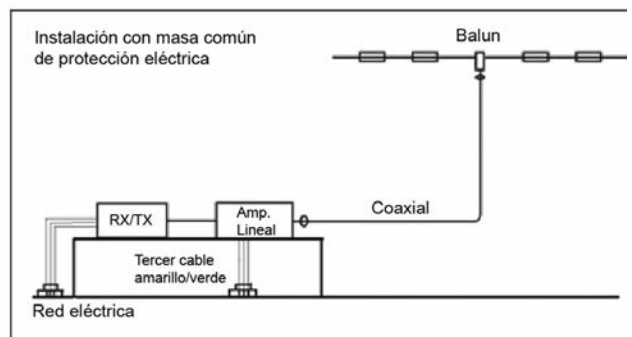 Instalación con masa común
de protección eléctrica
Balun
RX/TX
Amp.
Lineal
Coaxial
Tercer cable
amarillo/verde
Red eléctrica